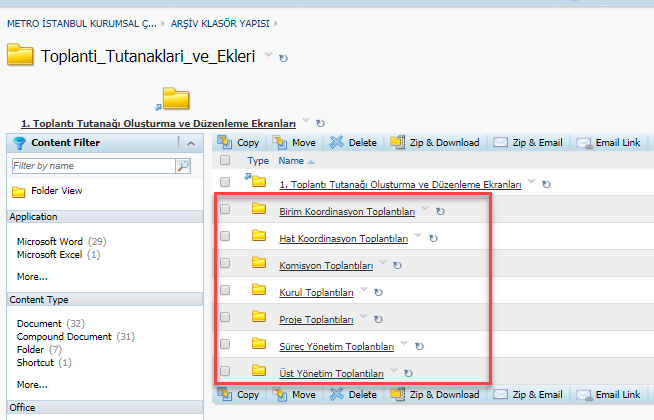 METRO İSTANBUL KURUMSAL Ç... ARŞİV KLASÖR YAPISI
Toplanti_Tutanaklari_ve_Ekleri
1. Toplantı Tutanağı Oluşturma ve Düzenleme Ekranları
Content Filter
Filter by name
Folder View
Application
Microsoft Word (29)
Microsoft Excel (1)
More...
Content Type
Document (32)
Compound Document (31)
Folder (7)
Shortcut (1)
More...
Office
Copy Move Delete Zip & Download Zip & Email Email Link
Type Name
1. Toplantı Tutanağı Oluşturma ve Düzenleme Ekranları
Birim Koordinasyon Toplantıları
Hat Koordinasyon Toplantıları
Komisyon Toplantıları
Kurul Toplantıları
Proje Toplantıları
Süreç Yönetim Toplantıları
Üst Yönetim Toplantıları
Copy Move Delete Zip & Download Zip & Email Email Link